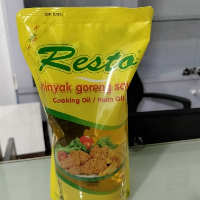 Resto
minyak goreng sa
Cooking Oil / Palm Oil